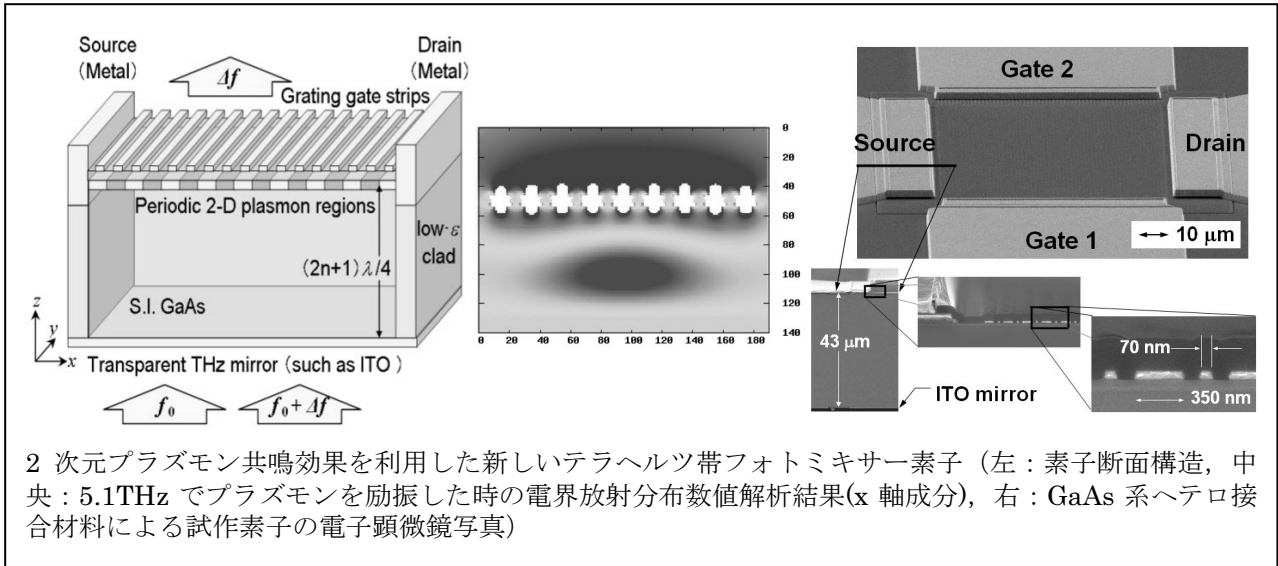 Source
(Metal)
Δf
Drain
(Metal)
Grating gate strips
Periodic 2-D plasmon regions
low-ε
clad
(2n+1)λ/4
S.I. GaAs
z
y
x
Transparent THz mirror (such as ITO)
f₀
f₀+Δf
0
20
40
60
80
100
120
140
0 20 40 60 80 100 120 140 160 180
Gate 2
Source
Drain
Gate 1
10 μm
43 μm
ITO mirror
70 nm
350 nm
2 次元プラズモン共鳴効果を利用した新しいテラヘルツ帯フォトミキサー素子（左：素子断面構造，中
央：5.1THz でプラズモンを励振した時の電界放射分布数値解析結果(x 軸成分)，右：GaAs 系ヘテロ接
合材料による試作素子の電子顕微鏡写真）